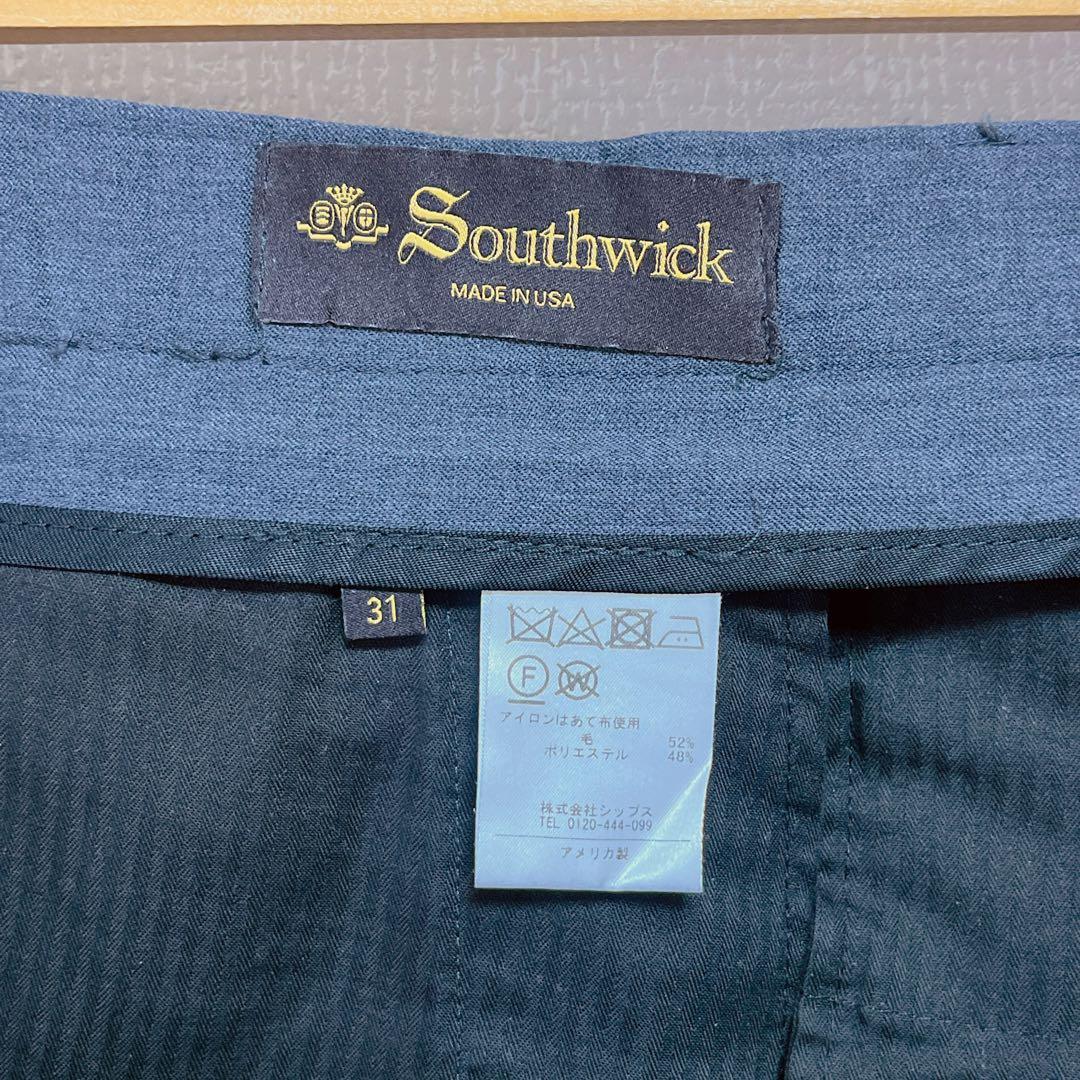 Southwick
MADE IN USA
31
F
W
アイロンはあて布使用
毛 52%
ポリエステル 48%
株式会社シップス
TEL 0120-444-099
アメリカ製